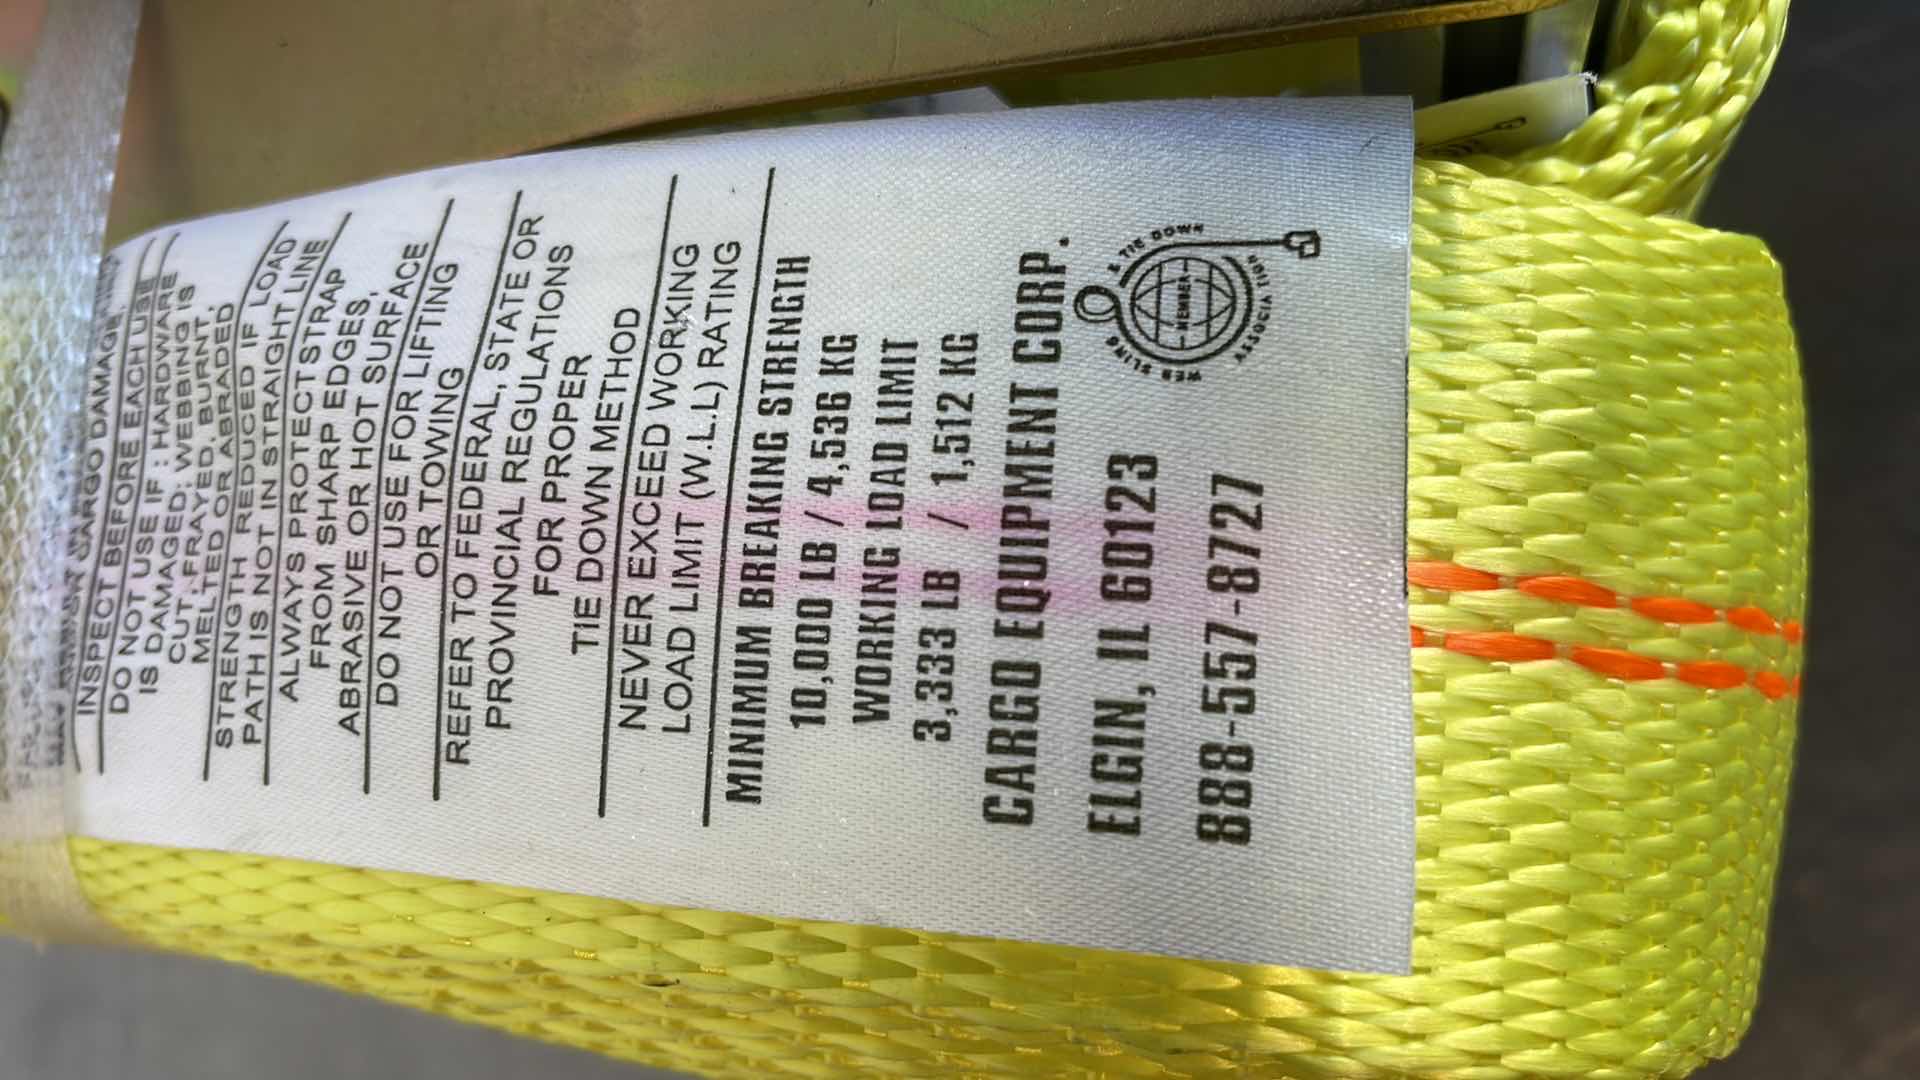 INSPECT BEFORE EACH USE
DO NOT USE IF : HARDWARE
IS DAMAGED; WEBBING IS
CUT, FRAYED, BURNT,
MELTED OR ABRADED
STRENGTH REDUCED IF LOAD
PATH IS NOT IN STRAIGHT LINE
ALWAYS PROTECT STRAP
FROM SHARP EDGES,
ABRASIVE OR HOT SURFACE
DO NOT USE FOR LIFTING
OR TOWING
REFER TO FEDERAL, STATE OR
PROVINCIAL REGULATIONS
FOR PROPER
TIE DOWN METHOD
NEVER EXCEED WORKING
LOAD LIMIT (W.L.L) RATING
MINIMUM BREAKING STRENGTH
10,000 LB / 4,536 KG
WORKING LOAD LIMIT
3,333 LB / 1,512 KG
CARGO EQUIPMENT CORP.
ELGIN, IL 60123
888-557-8727
WEB SLING & TIE DOWN
MEMBER
ASSOCIATION